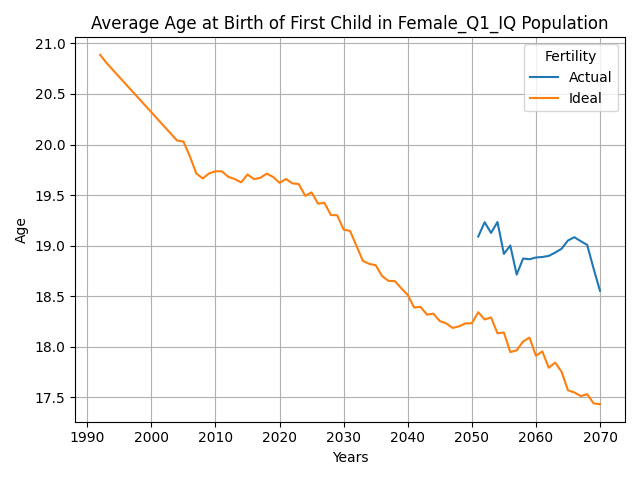 Average Age at Birth of First Child in Female_Q1_IQ Population
Fertility
Actual
Ideal
Age
21.0
20.5
20.0
19.5
19.0
18.5
18.0
17.5
1990 2000 2010 2020 2030 2040 2050 2060 2070
Years